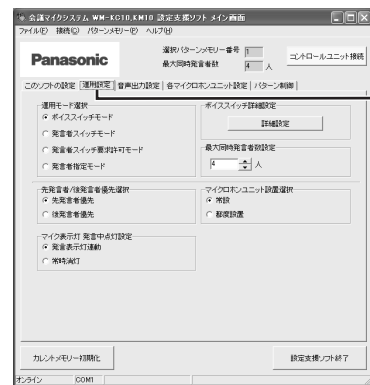 会議マイクシステム WM-KC10,KM10 設定支援ソフト メイン画面
ファイル(F) 接続(C) パターンメモリー(P) ヘルプ(H)
Panasonic
選択パターンメモリー番号 1
最大同時発言者数 4 人
コントロールユニット接続
このソフトの設定 運用設定 音声出力設定 各マイクロホンユニット設定 パターン制御
運用モード選択
ボイススイッチモード
発言者スイッチモード
発言者スイッチ要求許可モード
発言者指定モード
ボイススイッチ詳細設定
詳細設定
最大同時発言者数設定
4 人
先発言者/後発言者優先選択
先発言者優先
後発言者優先
マイクロホンユニット設置選択
常設
都度設置
マイク表示灯 発言中点灯設定
発言表示灯連動
常時消灯
カレントメモリー初期化
設定支援ソフト終了
オンライン COM1